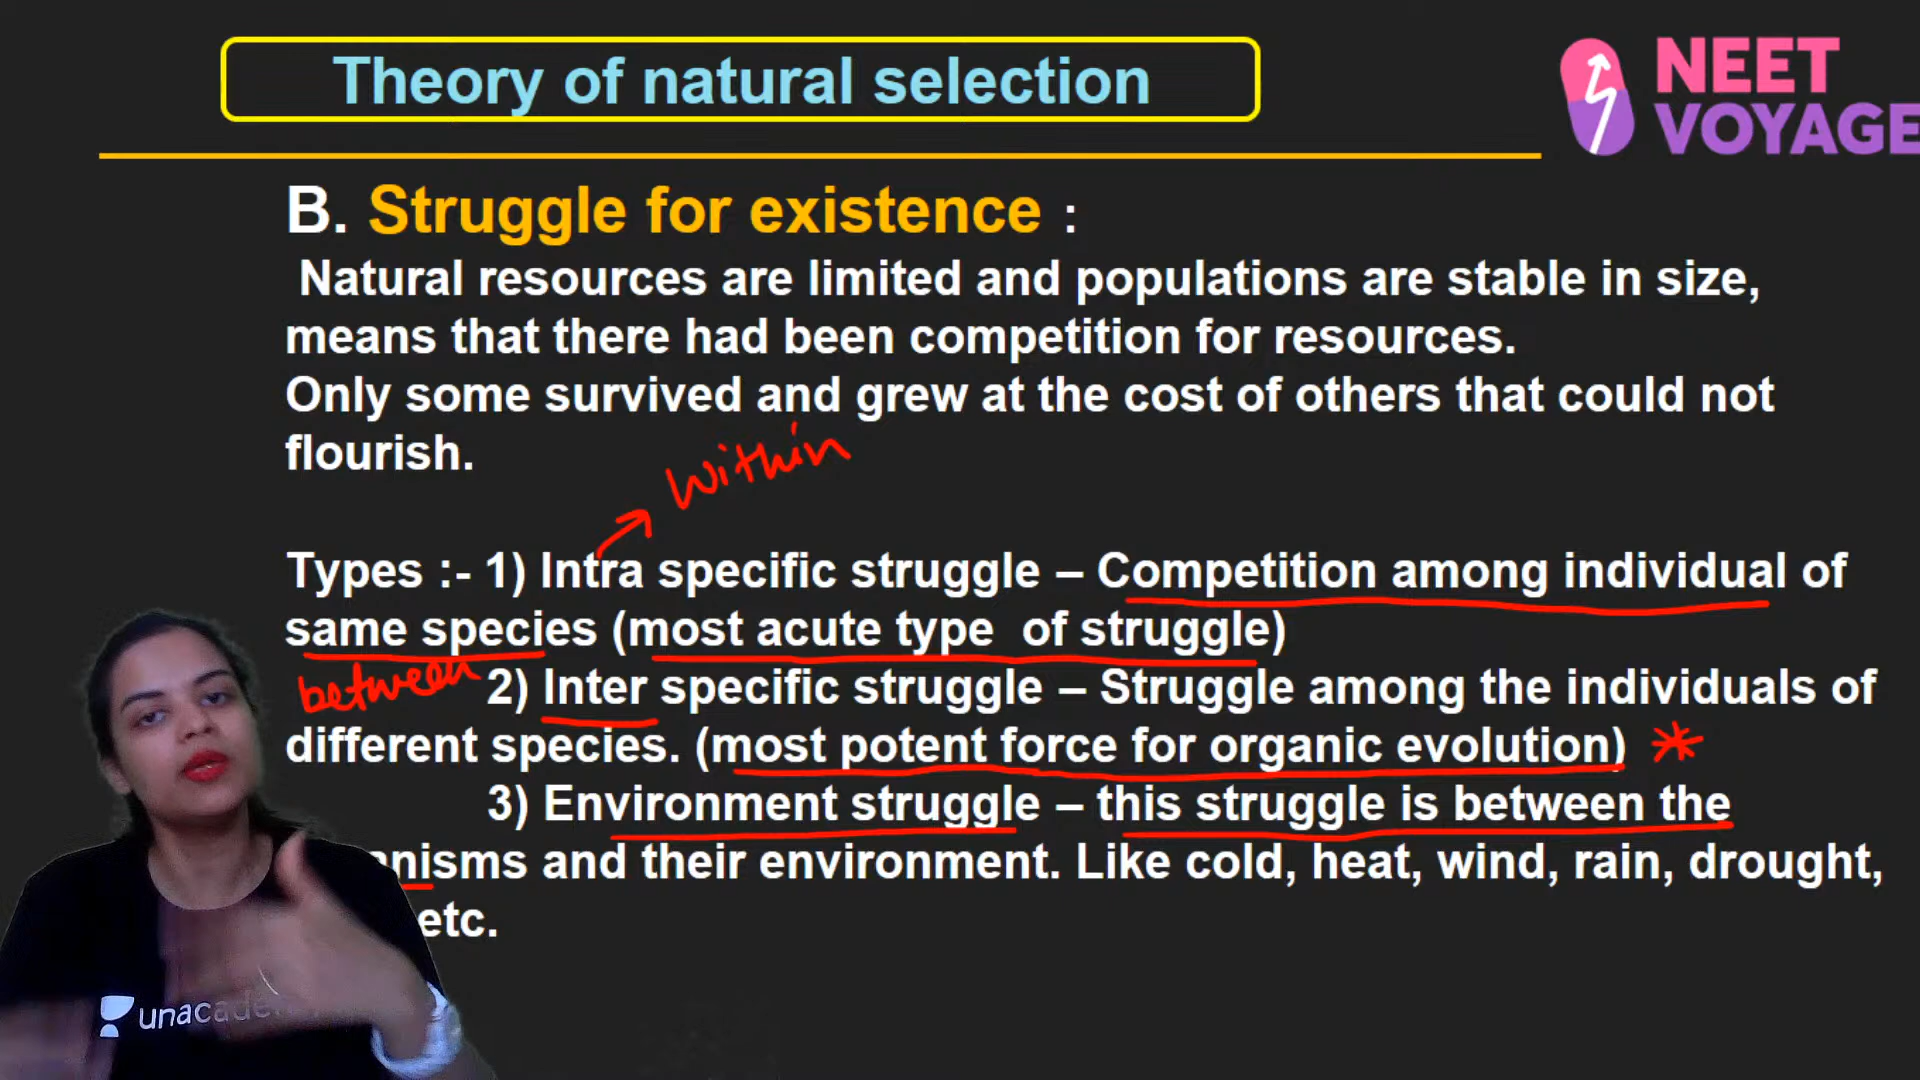 Theory of natural selection
NEET
VOYAGE
B. Struggle for existence :
Natural resources are limited and populations are stable in size,
means that there had been competition for resources.
Only some survived and grew at the cost of others that could not
flourish.
within
Types :- 1) Intra specific struggle – Competition among individual of
same species (most acute type of struggle)
between
2) Inter specific struggle – Struggle among the individuals of
different species. (most potent force for organic evolution)
3) Environment struggle – this struggle is between the
and their environment. Like cold, heat, wind, rain, drought,
etc.